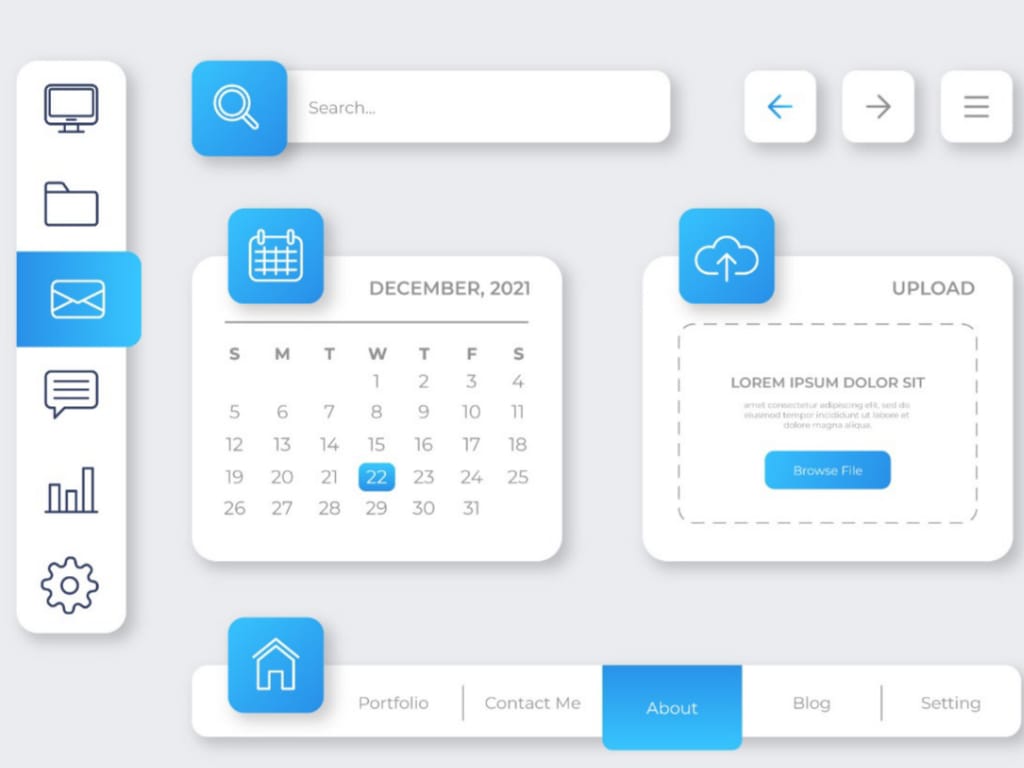 Search...
DECEMBER, 2021
S M T W T F S
1 2 3 4
5 6 7 8 9 10 11
12 13 14 15 16 17 18
19 20 21 22 23 24 25
26 27 28 29 30 31
UPLOAD
LOREM IPSUM DOLOR SIT
amet consectetur adipiscing elit, sed do
eiusmod tempor incididunt ut labore et
dolore magna aliqua.
Browse File
Portfolio Contact Me About Blog Setting